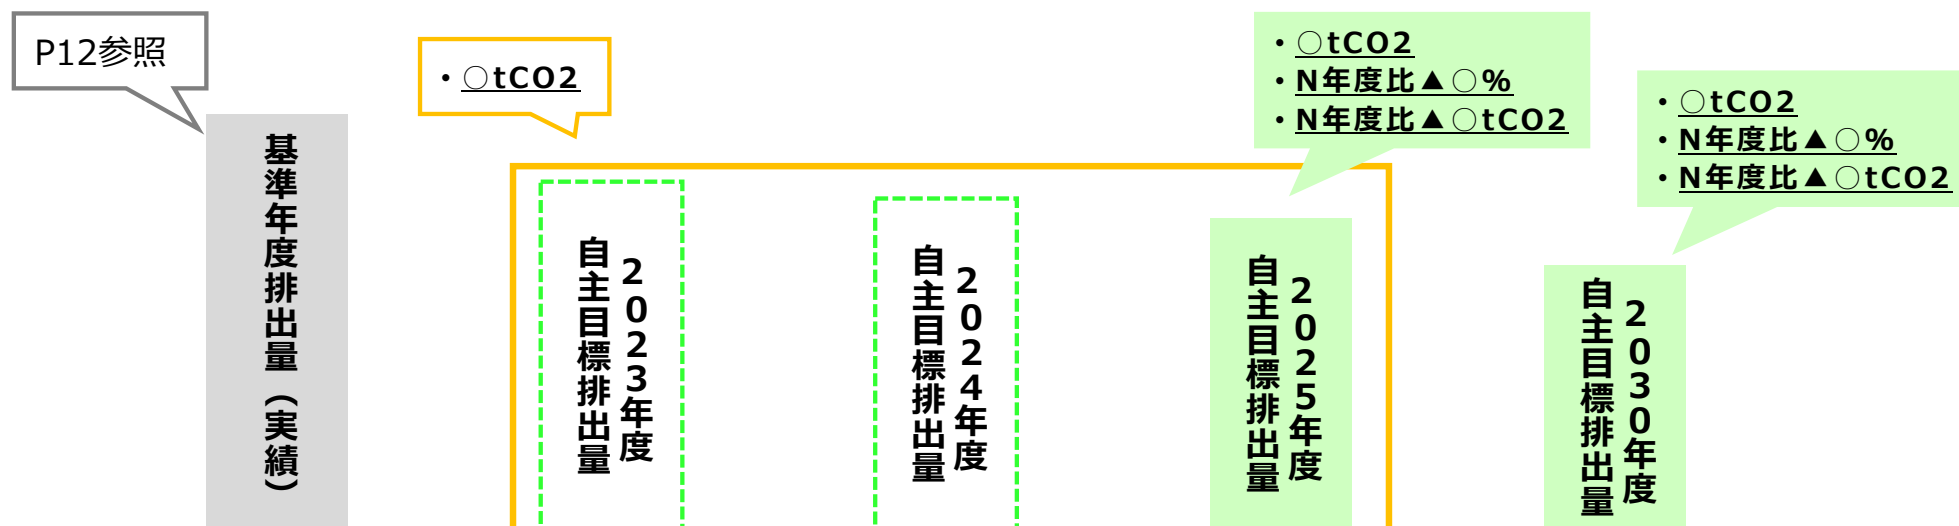 P12参照
・○tCO2
・○tCO2
・N年度比▲○%
・N年度比▲○tCO2
・○tCO2
・N年度比▲○%
・N年度比▲○tCO2
基準年度排出量（実績）
2023年度
自主目標排出量
2024年度
自主目標排出量
2025年度
自主目標排出量
2030年度
自主目標排出量